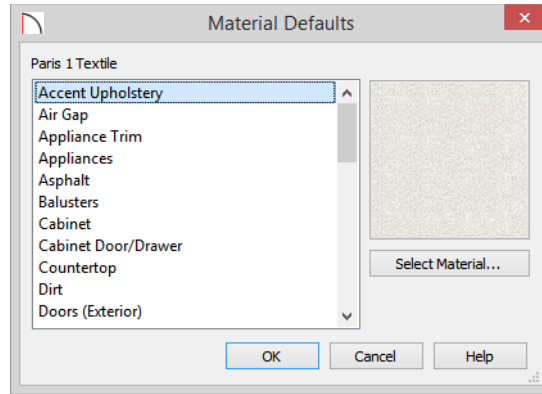 Material Defaults
Paris 1 Textile
Accent Upholstery
Air Gap
Appliance Trim
Appliances
Asphalt
Balusters
Cabinet
Cabinet Door/Drawer
Countertop
Dirt
Doors (Exterior)
Select Material...
OK
Cancel
Help